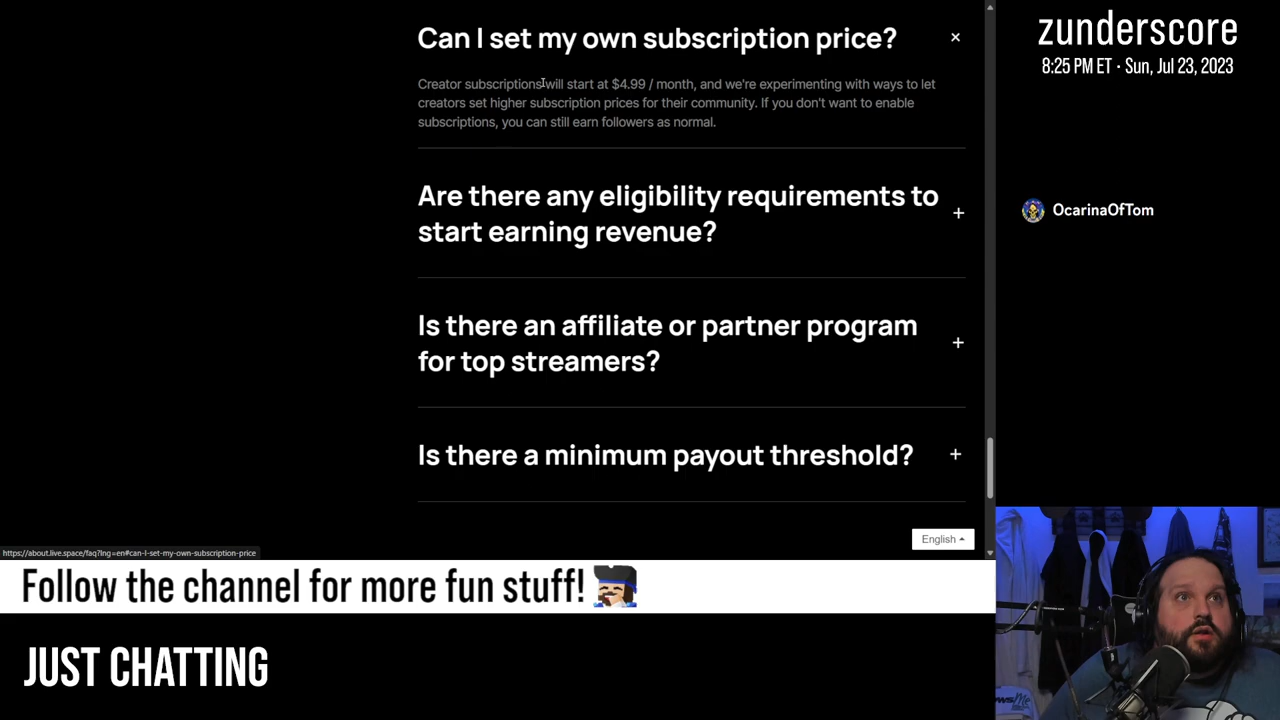 Can I set my own subscription price?
Creator subscriptions will start at $4.99 / month, and we're experimenting with ways to let
creators set higher subscription prices for their community. If you don't want to enable
subscriptions, you can still earn followers as normal.
Are there any eligibility requirements to
start earning revenue?
Is there an affiliate or partner program
for top streamers?
Is there a minimum payout threshold?
English
https://about.live.space/faq?lng=en#can-I-set-my-own-subscription-price
Follow the channel for more fun stuff!
JUST CHATTING
zunderscore
8:25 PM ET · Sun, Jul 23, 2023
OcarinaOfTom